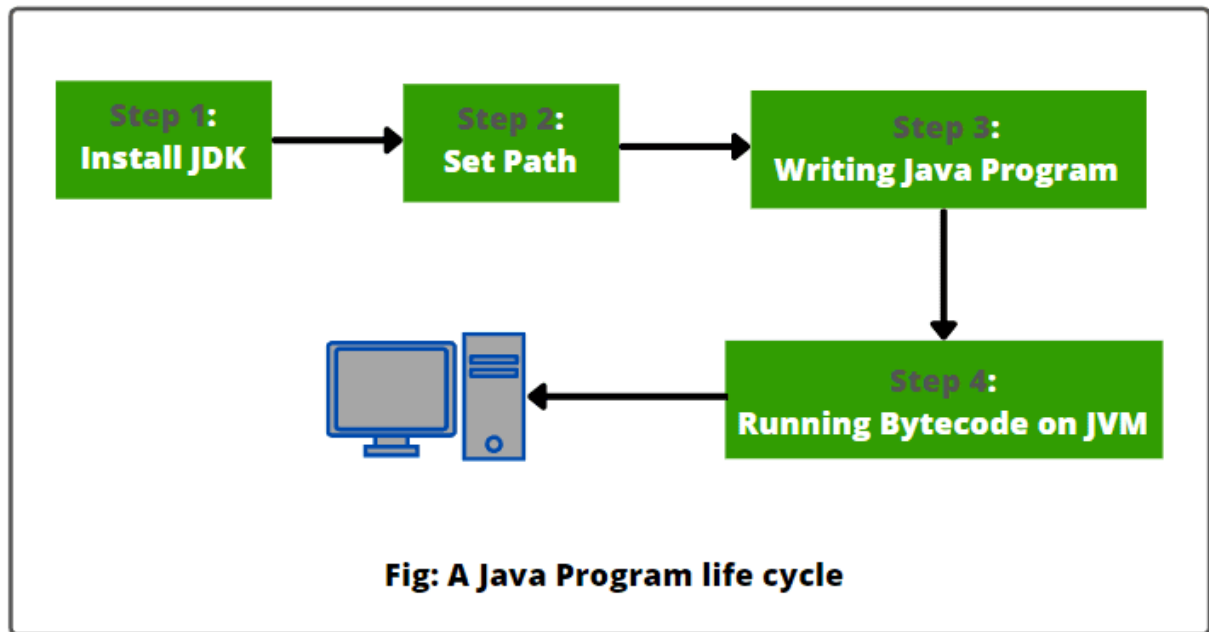 Step 1:
Install JDK
Step 2:
Set Path
Step 3:
Writing Java Program
Step 4:
Running Bytecode on JVM
Fig: A Java Program life cycle